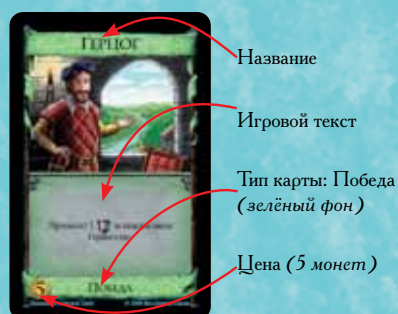 ГЕРЦОГ
Название
Игровой текст
Тип карты: Победа
(зелёный фон)
5
ПОБЕДА
Цена (5 монет)